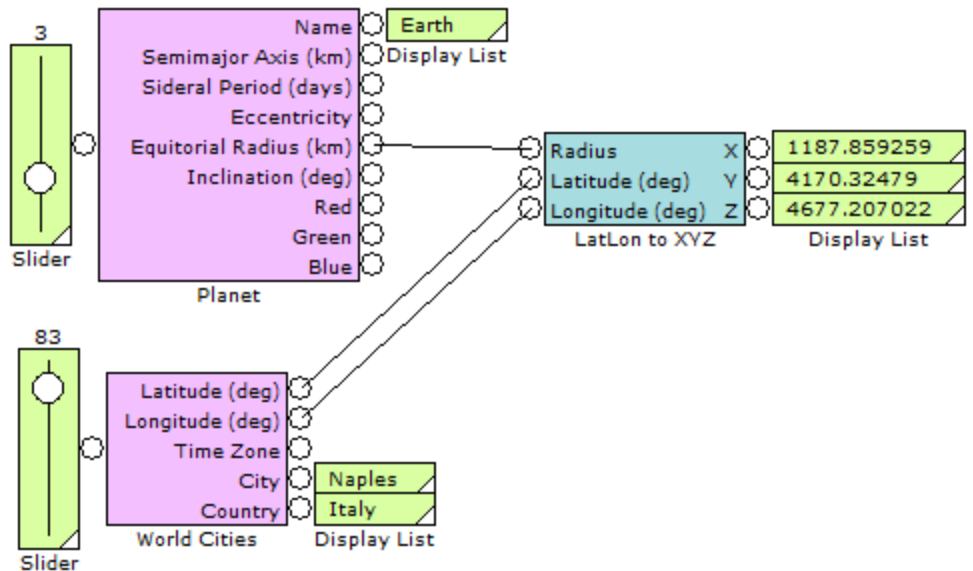 3
Slider
Name
Semimajor Axis (km)
Sideral Period (days)
Eccentricity
Equitorial Radius (km)
Inclination (deg)
Red
Green
Blue
Planet
Earth
Display List
Radius X
Latitude (deg) Y
Longitude (deg) Z
LatLon to XYZ
1187.859259
4170.32479
4677.207022
Display List
83
Slider
Latitude (deg)
Longitude (deg)
Time Zone
City
Country
World Cities
Naples
Italy
Display List